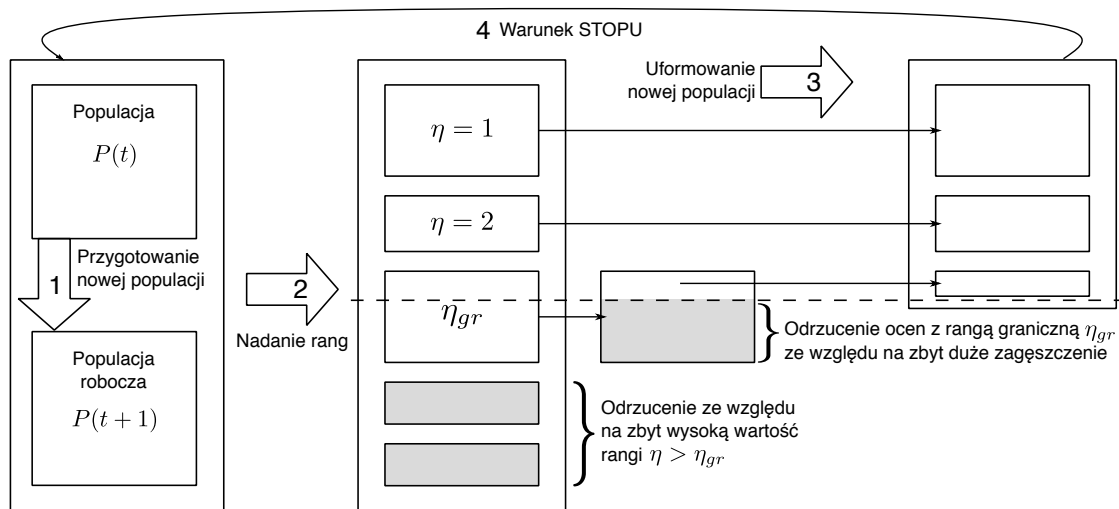 4 Warunek STOPU
Populacja
P(t)
1
Przygotowanie
nowej populacji
Populacja
robocza
P(t + 1)
2
Nadanie rang
η = 1
η = 2
η_gr
Uformowanie
nowej populacji
3
Odrzucenie ocen z rangą graniczną η_gr
ze względu na zbyt duże zagęszczenie
Odrzucenie ze względu
na zbyt wysoką wartość
rangi η > η_gr